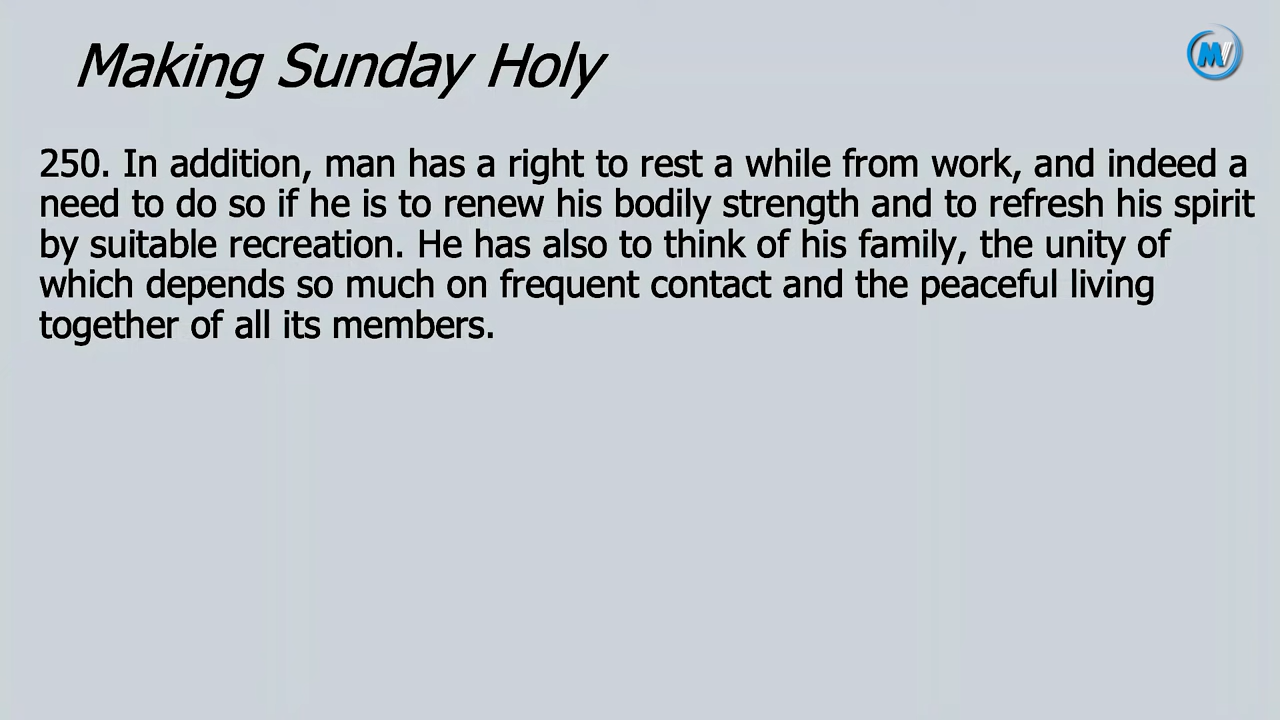 Making Sunday Holy
MV
250. In addition, man has a right to rest a while from work, and indeed a
need to do so if he is to renew his bodily strength and to refresh his spirit
by suitable recreation. He has also to think of his family, the unity of
which depends so much on frequent contact and the peaceful living
together of all its members.